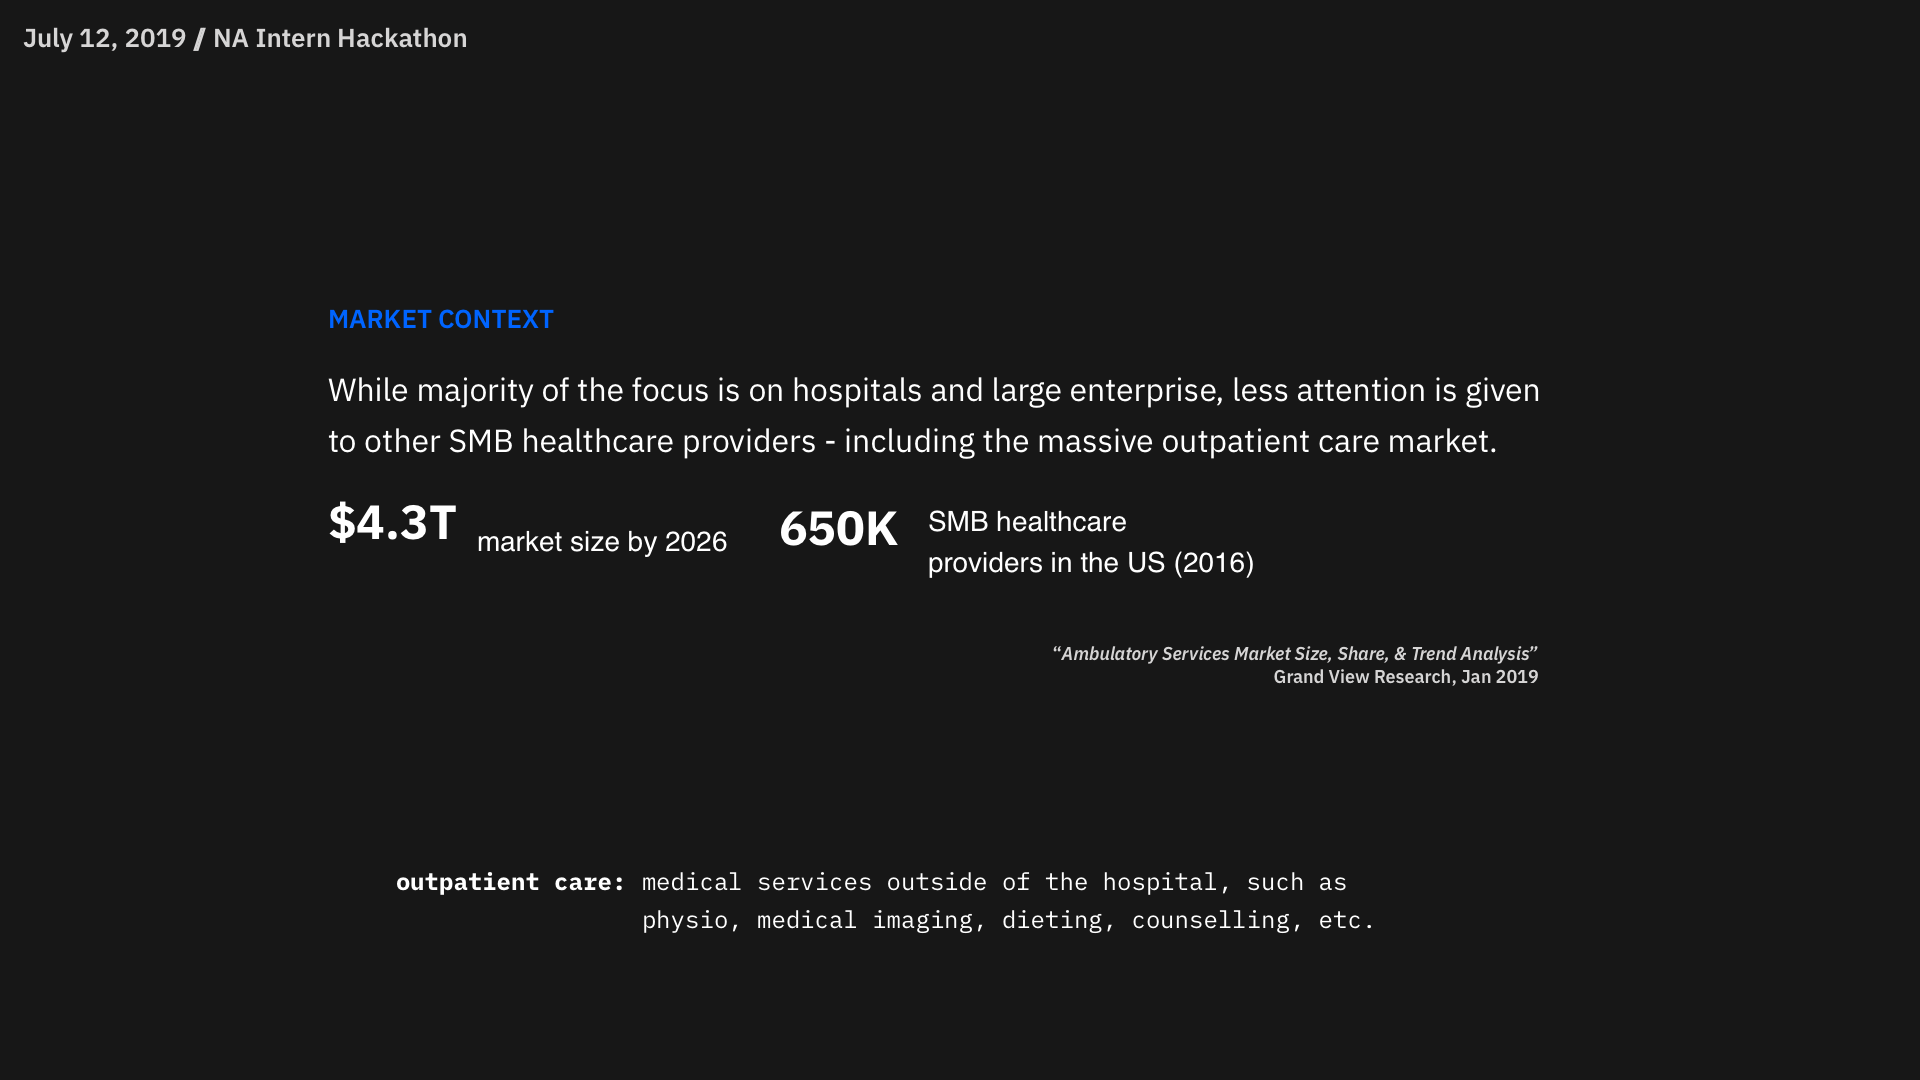 July 12, 2019 / NA Intern Hackathon
MARKET CONTEXT
While majority of the focus is on hospitals and large enterprise, less attention is given
to other SMB healthcare providers - including the massive outpatient care market.
$4.3T market size by 2026
650K SMB healthcare
providers in the US (2016)
“Ambulatory Services Market Size, Share, & Trend Analysis”
Grand View Research, Jan 2019
outpatient care: medical services outside of the hospital, such as
physio, medical imaging, dieting, counselling, etc.